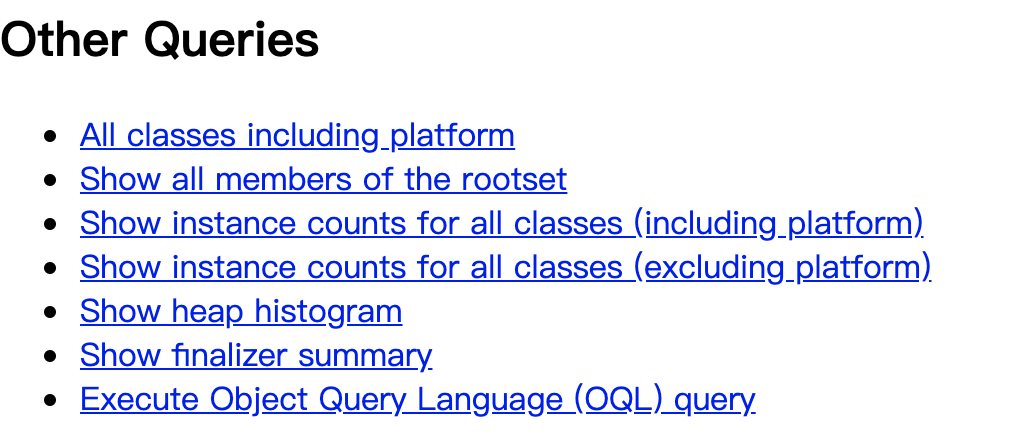 Other Queries
All classes including platform
Show all members of the rootset
Show instance counts for all classes (including platform)
Show instance counts for all classes (excluding platform)
Show heap histogram
Show finalizer summary
Execute Object Query Language (OQL) query